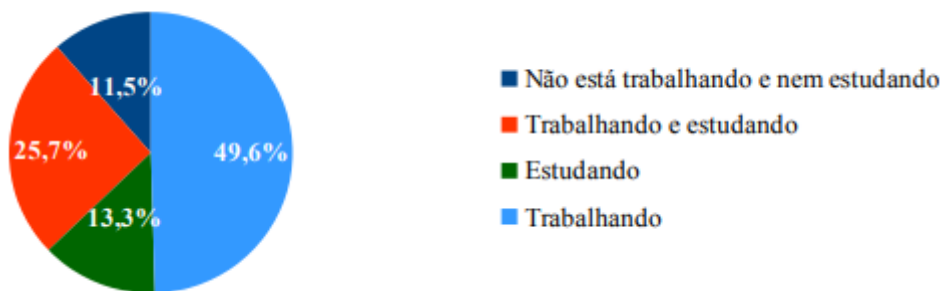 11,5%
25,7%
49,6%
13,3%
Não está trabalhando e nem estudando
Trabalhando e estudando
Estudando
Trabalhando